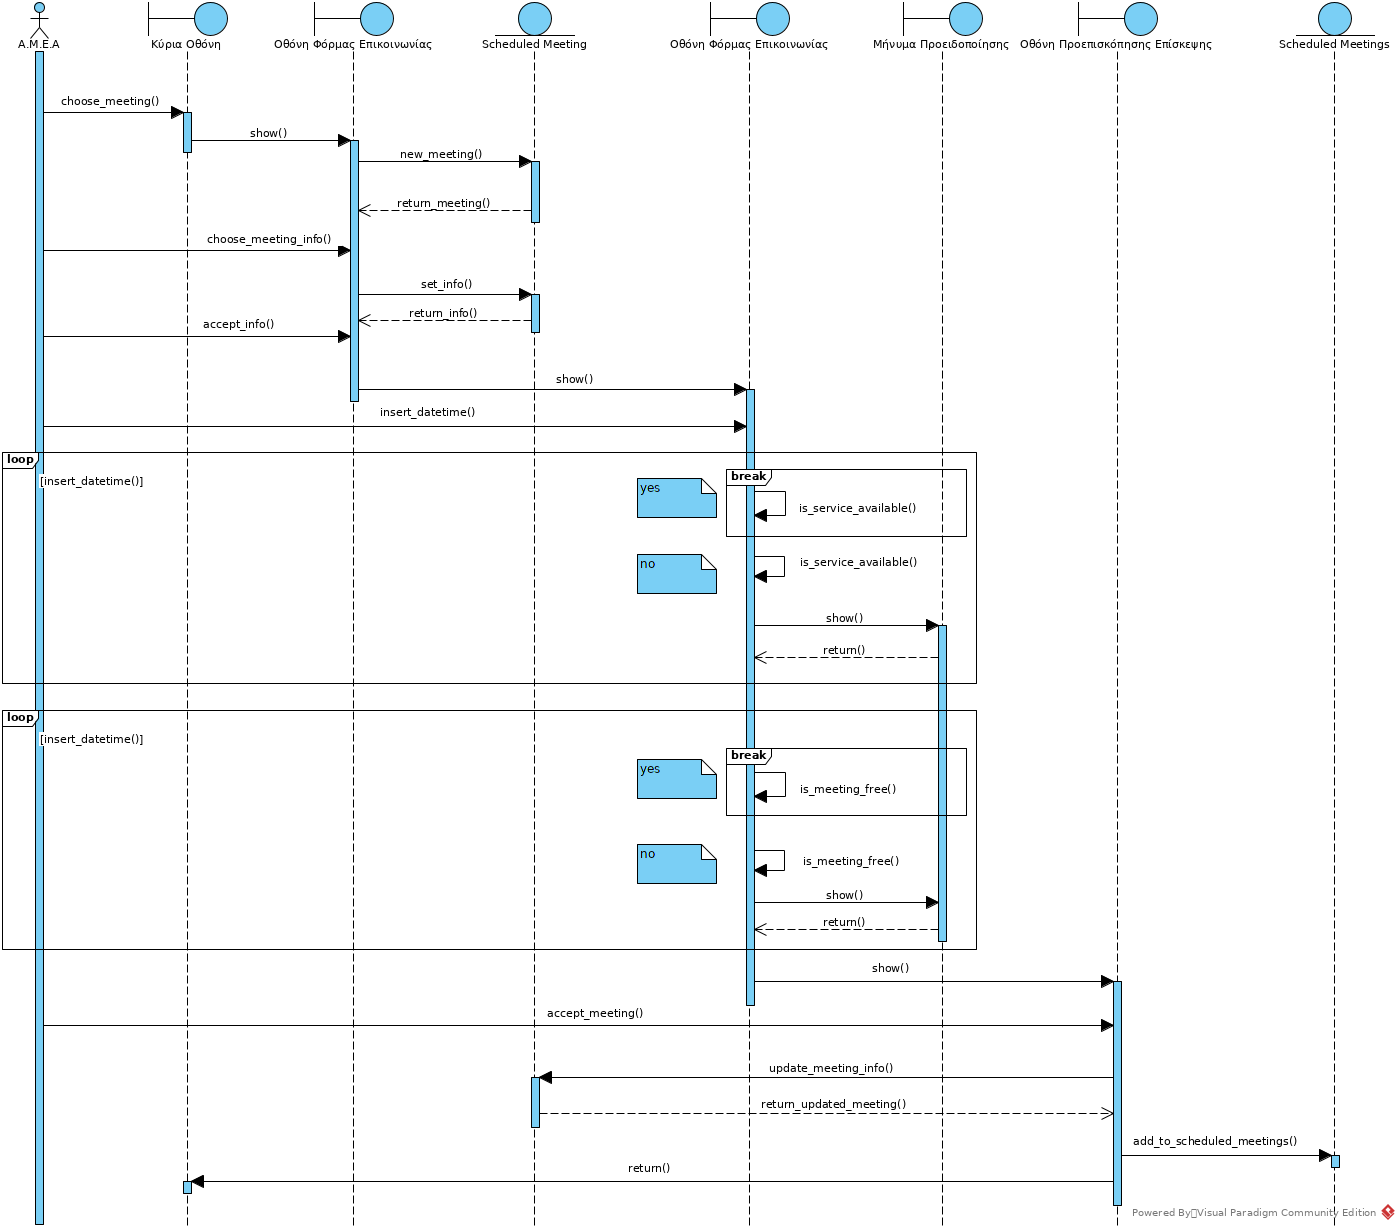 Α.Μ.Ε.Α
Κύρια Οθόνη
Οθόνη Φόρμας Επικοινωνίας
Scheduled Meeting
Οθόνη Φόρμας Επικοινωνίας
Μήνυμα Προειδοποίησης
Οθόνη Προεπισκόπησης Επίσκεψης
Scheduled Meetings
choose_meeting()
show()
new_meeting()
return_meeting()
choose_meeting_info()
set_info()
return_info()
accept_info()
show()
insert_datetime()
loop
[insert_datetime()]
break
yes
is_service_available()
no
is_service_available()
show()
return()
loop
[insert_datetime()]
break
yes
is_meeting_free()
no
is_meeting_free()
show()
return()
show()
accept_meeting()
update_meeting_info()
return_updated_meeting()
add_to_scheduled_meetings()
return()
Powered By Visual Paradigm Community Edition